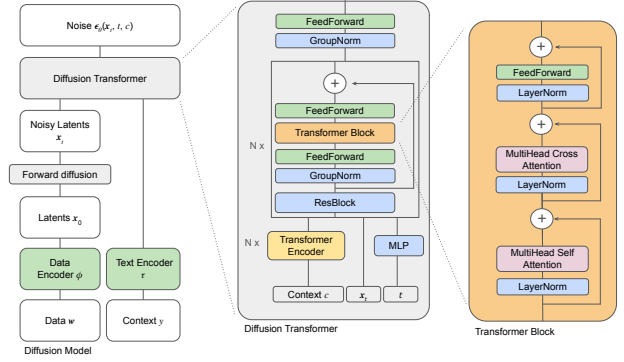 Noise ϵθ(xt, t, c)
Diffusion Transformer
Noisy Latents
xt
Forward diffusion
Latents x0
Data
Encoder ϕ
Text Encoder
τ
Data w
Context y
Diffusion Model
FeedForward
GroupNorm
+
FeedForward
N x
Transformer Block
FeedForward
GroupNorm
ResBlock
N x
Transformer
Encoder
MLP
Context c
xt
t
Diffusion Transformer
+
FeedForward
LayerNorm
+
MultiHead Cross
Attention
LayerNorm
+
MultiHead Self
Attention
LayerNorm
Transformer Block